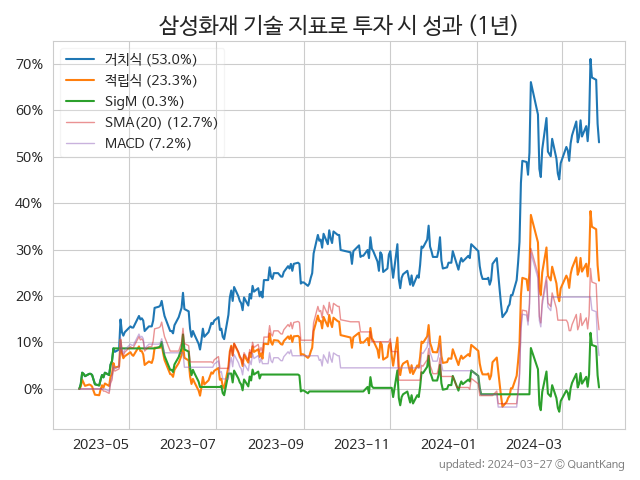 삼성화재 기술 지표로 투자 시 성과 (1년)
거치식 (53.0%)
적립식 (23.3%)
SigM (0.3%)
SMA(20) (12.7%)
MACD (7.2%)
70%
60%
50%
40%
30%
20%
10%
0%
2023-05 2023-07 2023-09 2023-11 2024-01 2024-03
updated: 2024-03-27 © QuantKang